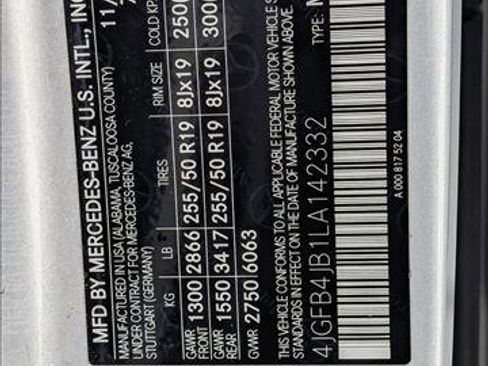 MFD BY MERCEDES-BENZ U.S. INTL., INC
MANUFACTURED IN USA (ALABAMA, TUSCALOOSA COUNTY)
UNDER CONTRACT FOR MERCEDES-BENZ AG,
STUTTGART (GERMANY) 11/
KG LB TIRES RIM SIZE COLD KP
GAWR FRONT 1300 2866 255/50 R19 8Jx19 250
GAWR REAR 1550 3417 255/50 R19 8Jx19 300
GVWR 2750 6063
THIS VEHICLE CONFORMS TO ALL APPLICABLE FEDERAL MOTOR VEHICLE S
STANDARDS IN EFFECT ON THE DATE OF MANUFACTURE SHOWN ABOVE.
4JGFB4JB1LA142332 TYPE:
A 000 817 52 04